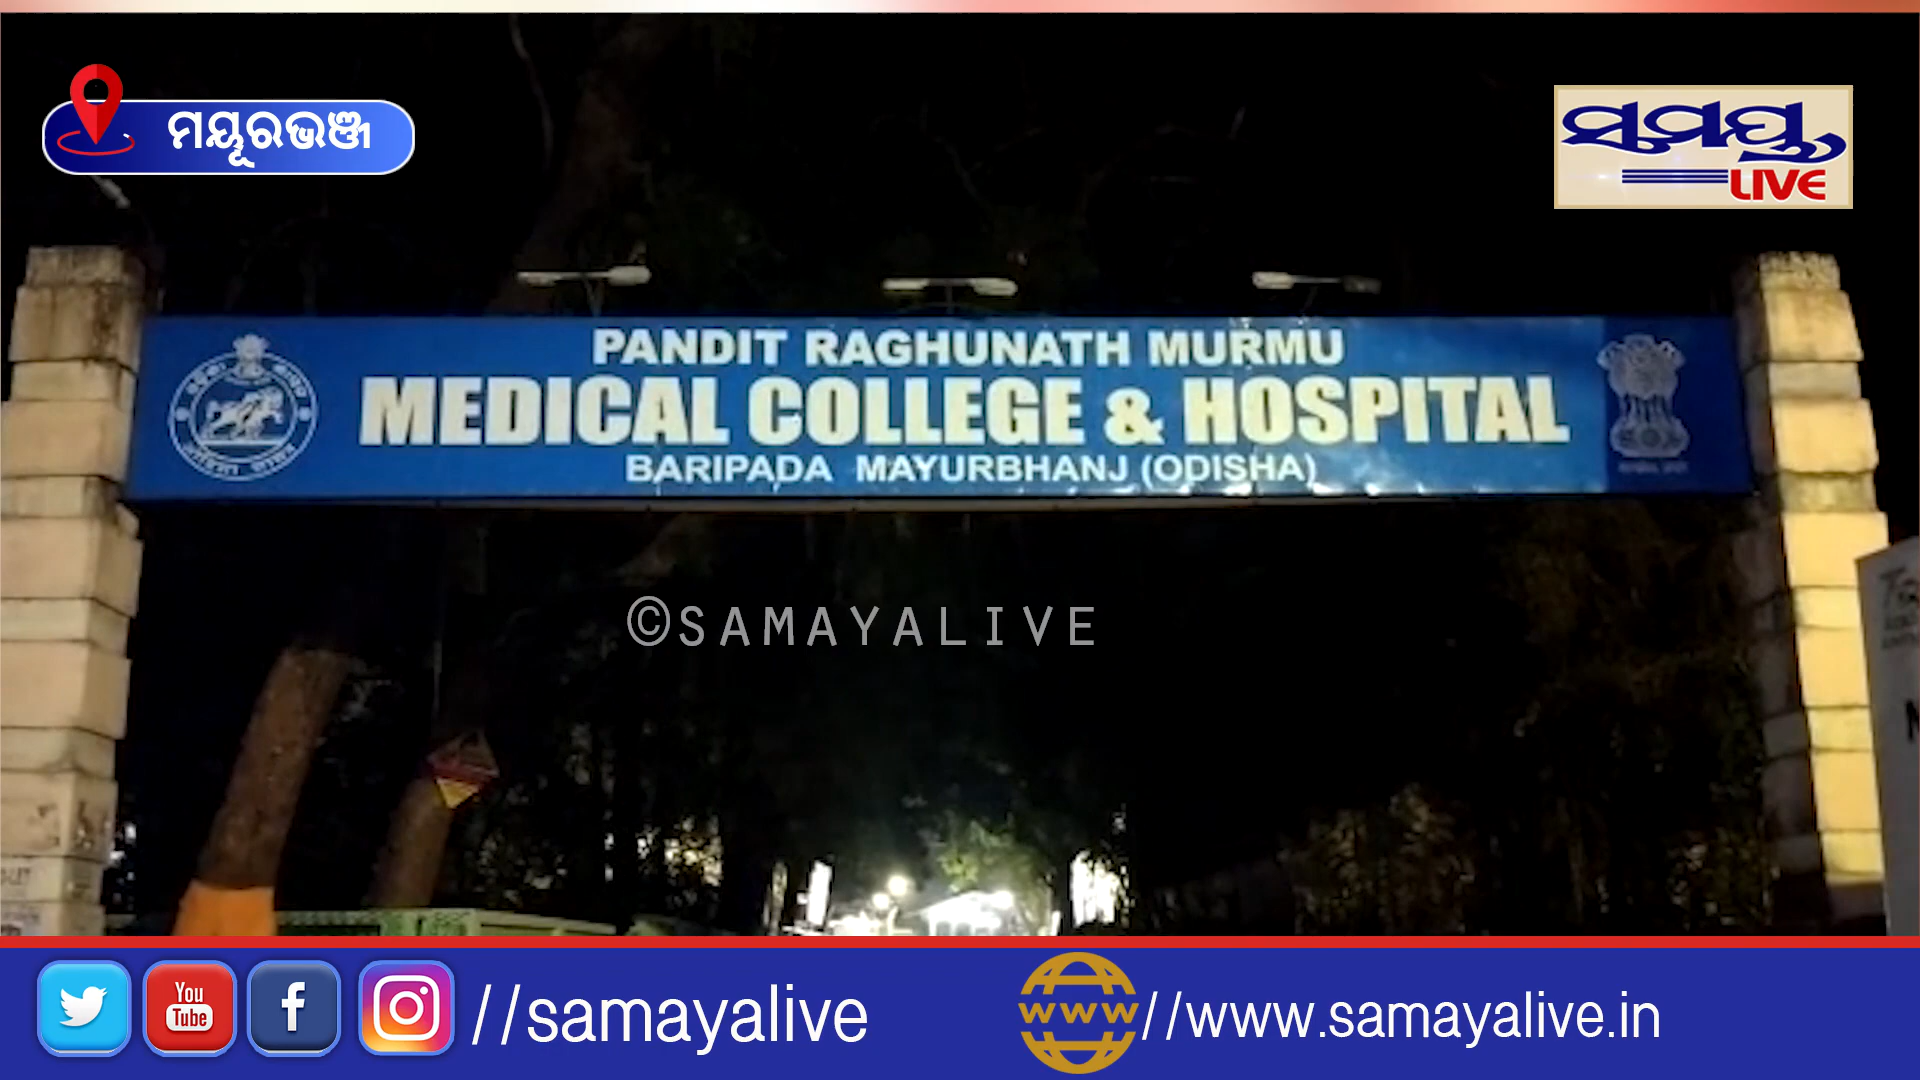 ମୟୂରଭଞ୍ଜ
ସମୟ
LIVE
PANDIT RAGHUNATH MURMU
MEDICAL COLLEGE & HOSPITAL
BARIPADA MAYURBHANJ (ODISHA)
©SAMAYALIVE
You
Tube
//samayalive
www//www.samayalive.in